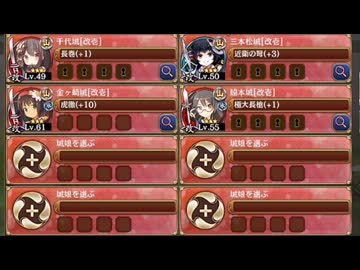 千代城[改壱]
長巻(+1)
Lv.49
三本松城[改壱]
近衛の弩(+3)
Lv.50
金ヶ崎城[改壱]
虎徹(+10)
Lv.61
脇本城[改壱]
極大長槍(+1)
Lv.55
城娘を選ぶ
城娘を選ぶ
城娘を選ぶ
城娘を選ぶ